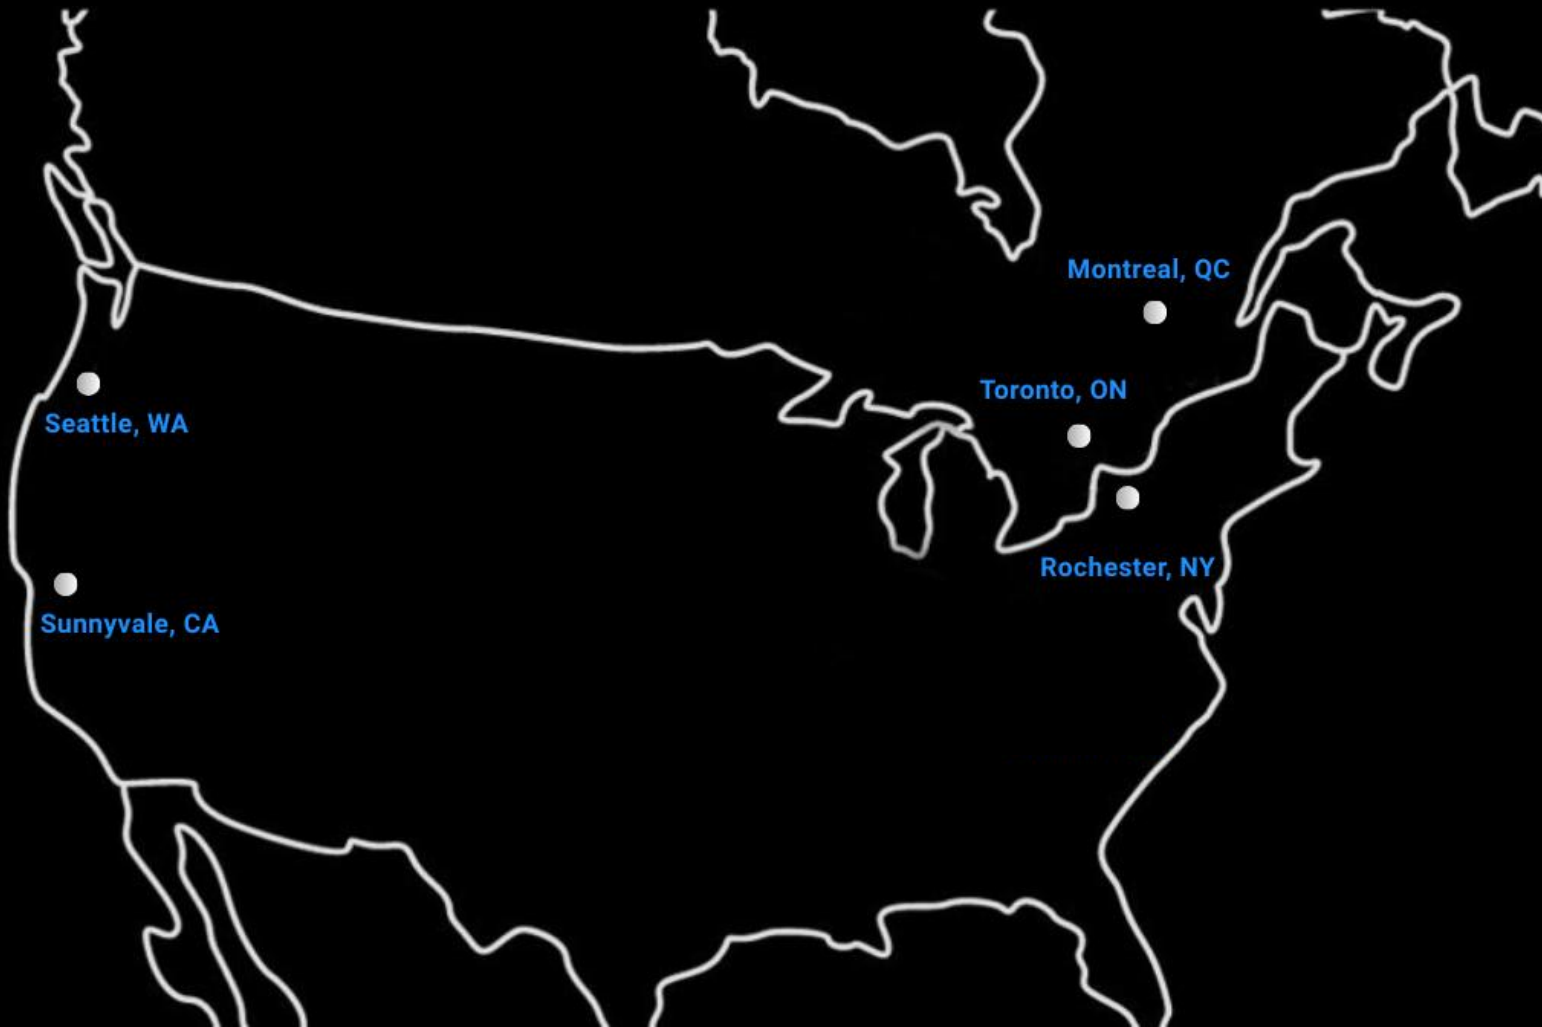 Montreal, QC
Toronto, ON
Seattle, WA
Rochester, NY
Sunnyvale, CA